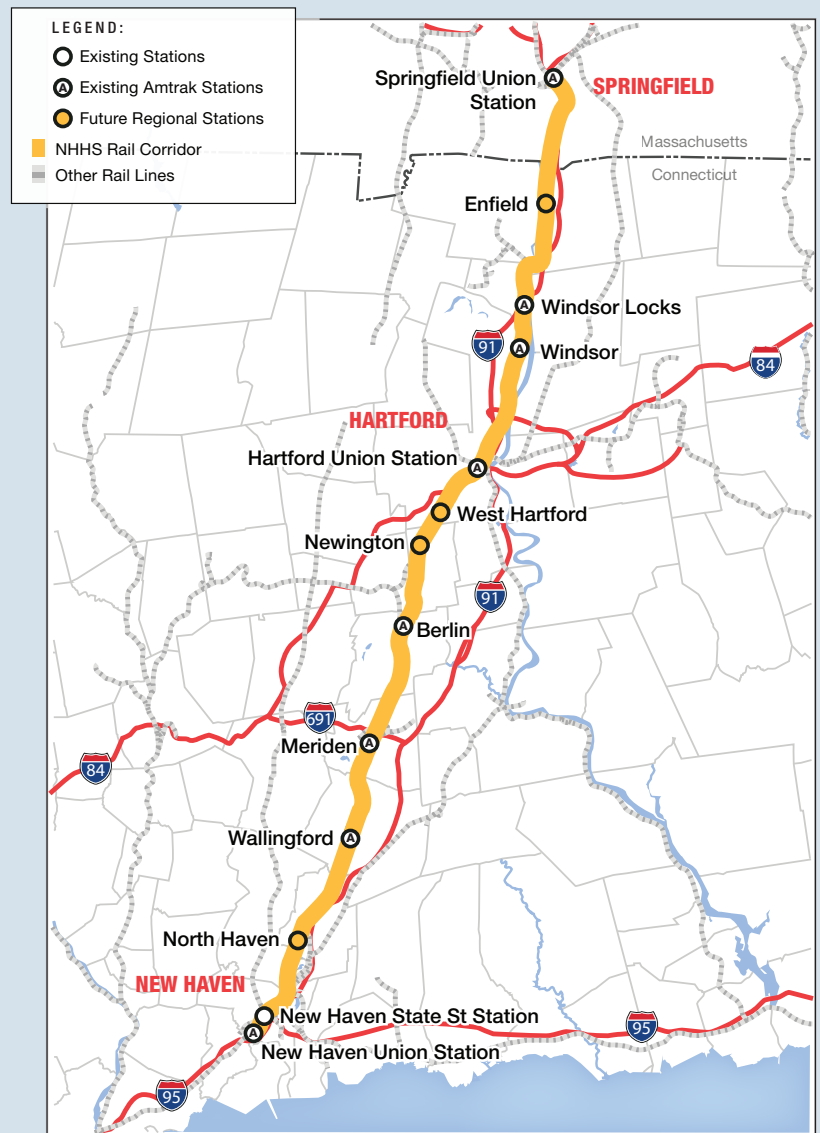 LEGEND:
Existing Stations
A Existing Amtrak Stations
Future Regional Stations
NHHS Rail Corridor
Other Rail Lines
Springfield Union
Station
A
SPRINGFIELD
Massachusetts
Connecticut
Enfield
A Windsor Locks
91
A Windsor
84
HARTFORD
Hartford Union Station A
West Hartford
Newington
91
A Berlin
691
Meriden A
84
Wallingford A
North Haven
NEW HAVEN
New Haven State St Station
95
A
New Haven Union Station
95